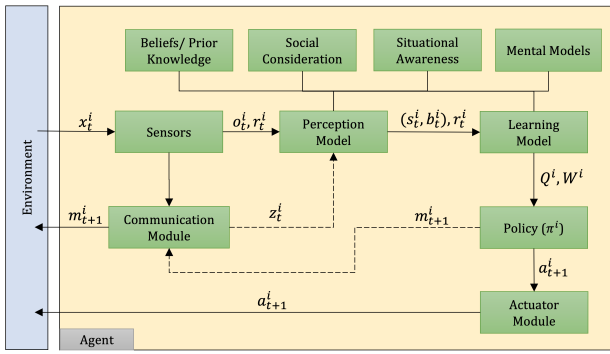 Beliefs/ Prior
Knowledge
Social
Consideration
Situational
Awareness
Mental Models
Environment
x_t^i
Sensors
o_t^i, r_t^i
Perception
Model
(s_t^i, b_t^i), r_t^i
Learning
Model
Q^i, W^i
m_{t+1}^i
Communication
Module
z_t^i
m_{t+1}^i
Policy (π^i)
a_{t+1}^i
a_{t+1}^i
Actuator
Module
Agent